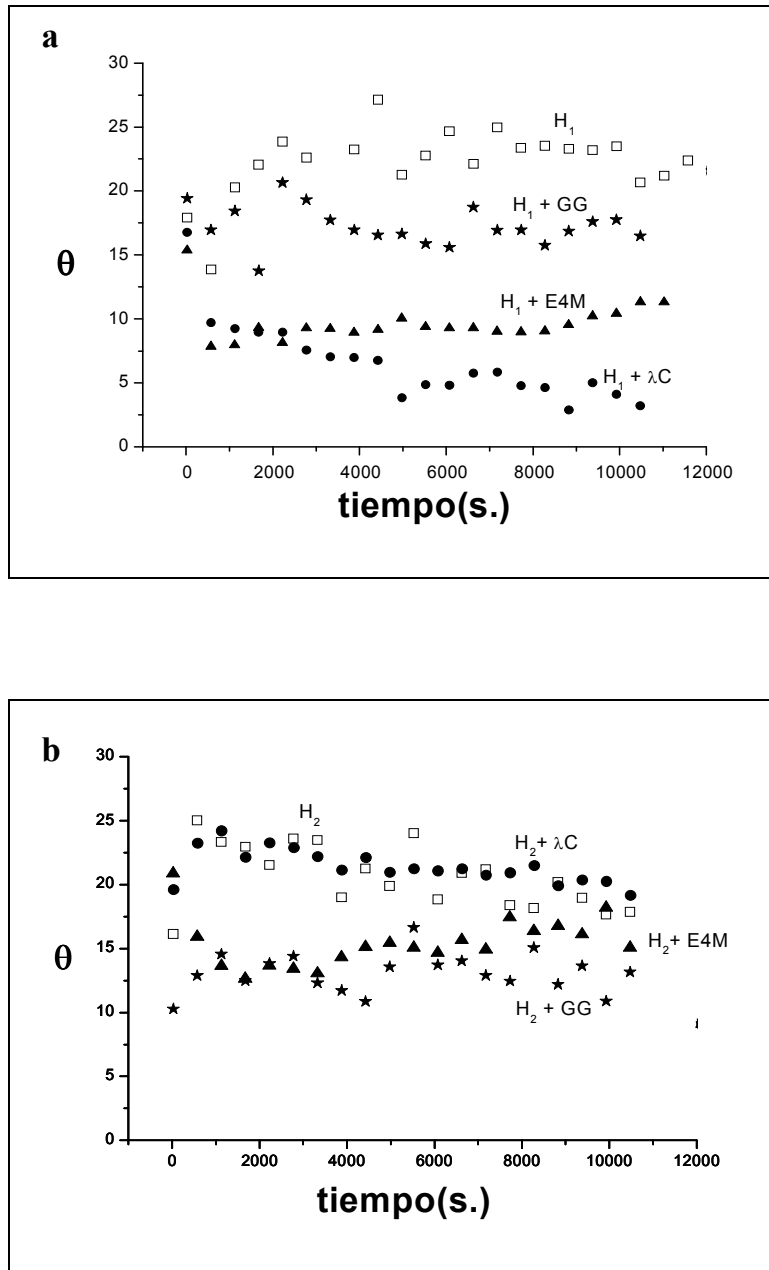 a
30
25
20
15
10
5
0
θ
H1
H1 + GG
H1 + E4M
H1 + λC
0 2000 4000 6000 8000 10000 12000
tiempo(s.)
b
30
25
20
15
10
5
0
θ
H2
H2+ λC
H2+ E4M
H2 + GG
0 2000 4000 6000 8000 10000 12000
tiempo(s.)